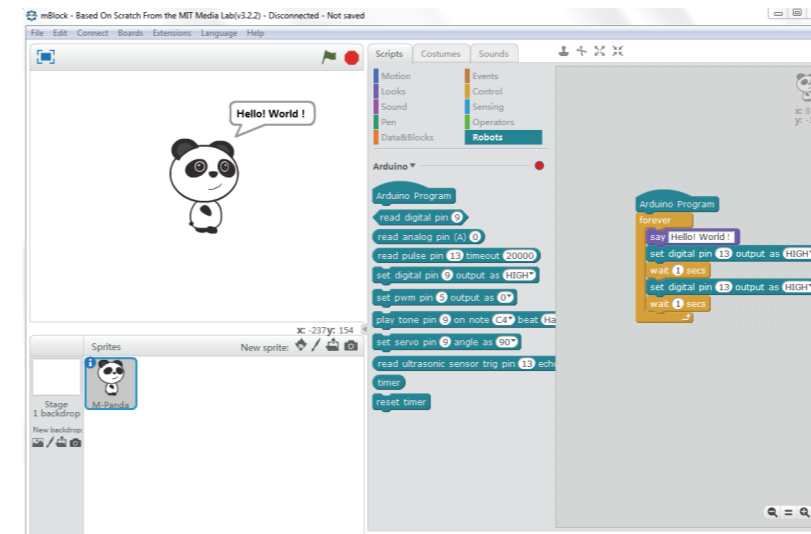 mBlock - Based On Scratch From the MIT Media Lab(v3.2.2) - Disconnected - Not saved
File Edit Connect Boards Extensions Language Help
Hello! World !
x: -237 y: 154
Sprites
New sprite:
Stage
1 backdrop
New backdrop:
M-Panda
Scripts Costumes Sounds
Motion Events
Looks Control
Sound Sensing
Pen Operators
Data&Blocks Robots
Arduino
Arduino Program
read digital pin 9
read analog pin (A) 0
read pulse pin 13 timeout 20000
set digital pin 9 output as HIGH
set pwm pin 5 output as 0
play tone pin 9 on note C4 beat Ha
set servo pin 9 angle as 90
read ultrasonic sensor trig pin 13 echo
timer
reset timer
Arduino Program
forever
say Hello! World !
set digital pin 13 output as HIGH
wait 1 secs
set digital pin 13 output as HIGH
wait 1 secs
x: 8
y: -